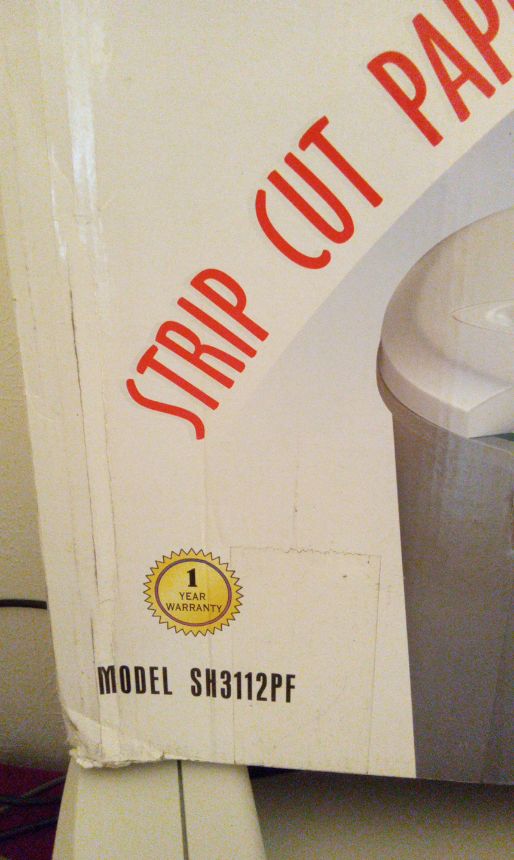 STRIP CUT
1
YEAR
WARRANTY
MODEL SH3112PF